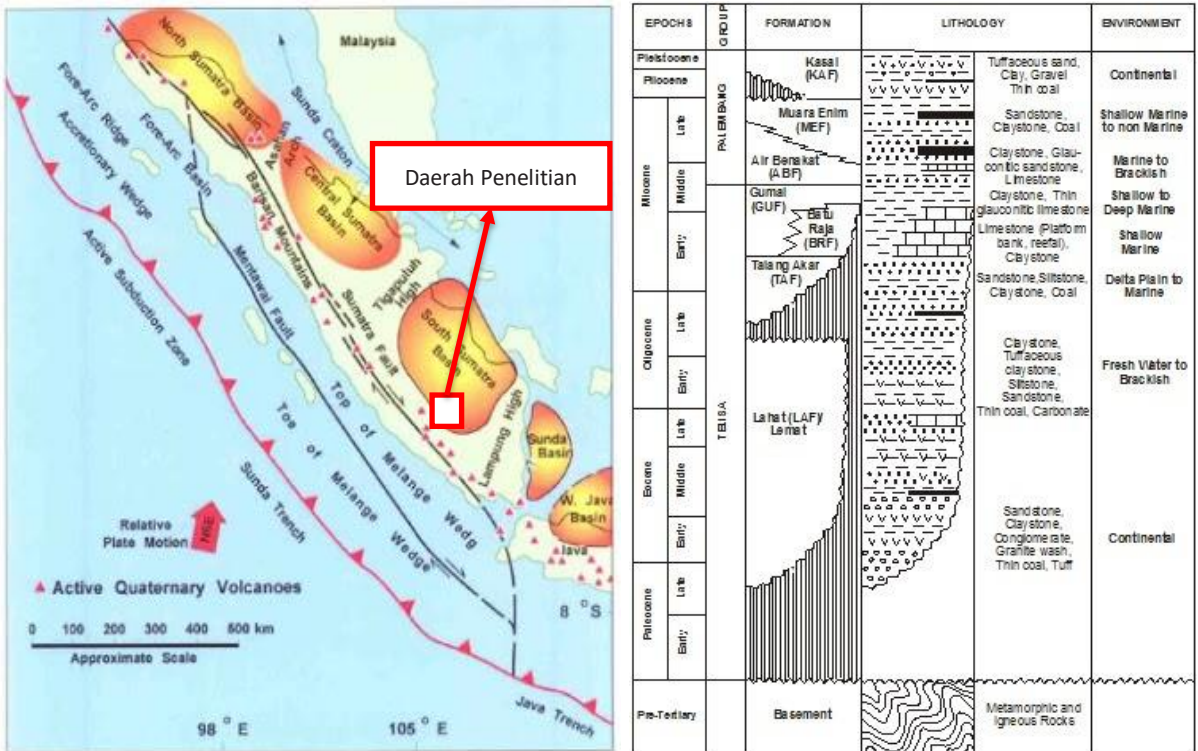 Malaysia
North Sumatra
Basin
Sunda Craton
Asahan
Arch
Fore-Arc
Ridge
Fore-Arc
Basin
Accretionary Wedge
Active Subduction Zone
Barisan Mountains
Central Sumatra
Basin
Daerah Penelitian
Mentawai Fault
Sumatra Fault
Tigapuluh
High
South Sumatra
Basin
Lampung High
Sunda
Basin
W. Java
Basin
Java
Top of Melange Wedg
Toe of Melange Wedge
Sunda Trench
Java Trench
Relative
Plate Motion
N8E
Active Quaternary Volcanoes
0 100 200 300 400 500 km
Approximate Scale
8 °S
98 °E
105 °E
EPOCHS
GROUP
FORMATION
LITHOLOGY
ENVIRONMENT
Pleistocene
Pliocene
Miocene
Late
Middle
Early
Oligocene
Late
Early
Eocene
Late
Middle
Early
Paleocene
Late
Early
Pre-Tertiary
PALEMBANG
TELISA
Kasai
(KAF)
Muara Enim
(MEF)
Air Benakat
(ABF)
Gumai
(GUF)
Batu
Raja
(BRF)
Talang Akar
(TAF)
Lahat (LAF)/
Lemat
Basement
Tuffaceous sand,
Clay, Gravel
Thin coal
Sandstone,
Claystone, Coal
Claystone, Glau-
conitic sandstone,
Limestone
Claystone, Thin
glauconitic limestone
Limestone (Platform
bank, reefal),
Claystone
Sandstone,Siltstone,
Claystone, Coal
Claystone,
Tuffaceous
claystone,
Siltstone,
Sandstone,
Thin coal, Carbonate
Sandstone,
Claystone,
Conglomerate,
Granite wash,
Thin coal, Tuff
Metamorphic and
Igneous Rocks
Continental
Shallow Marine
to non Marine
Marine to
Brackish
Shallow to
Deep Marine
Shallow
Marine
Delta Plain to
Marine
Fresh Water to
Brackish
Continental